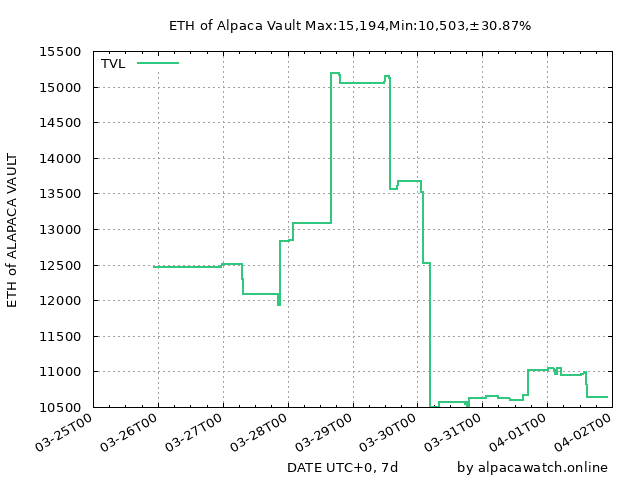 ETH of Alpaca Vault Max:15,194,Min:10,503,±30.87%
TVL
15500
15000
14500
14000
13500
13000
12500
12000
11500
11000
10500
ETH of ALAPACA VAULT
03-25T00
03-26T00
03-27T00
03-28T00
03-29T00
03-30T00
03-31T00
04-01T00
04-02T00
DATE UTC+0, 7d
by alpacawatch.online